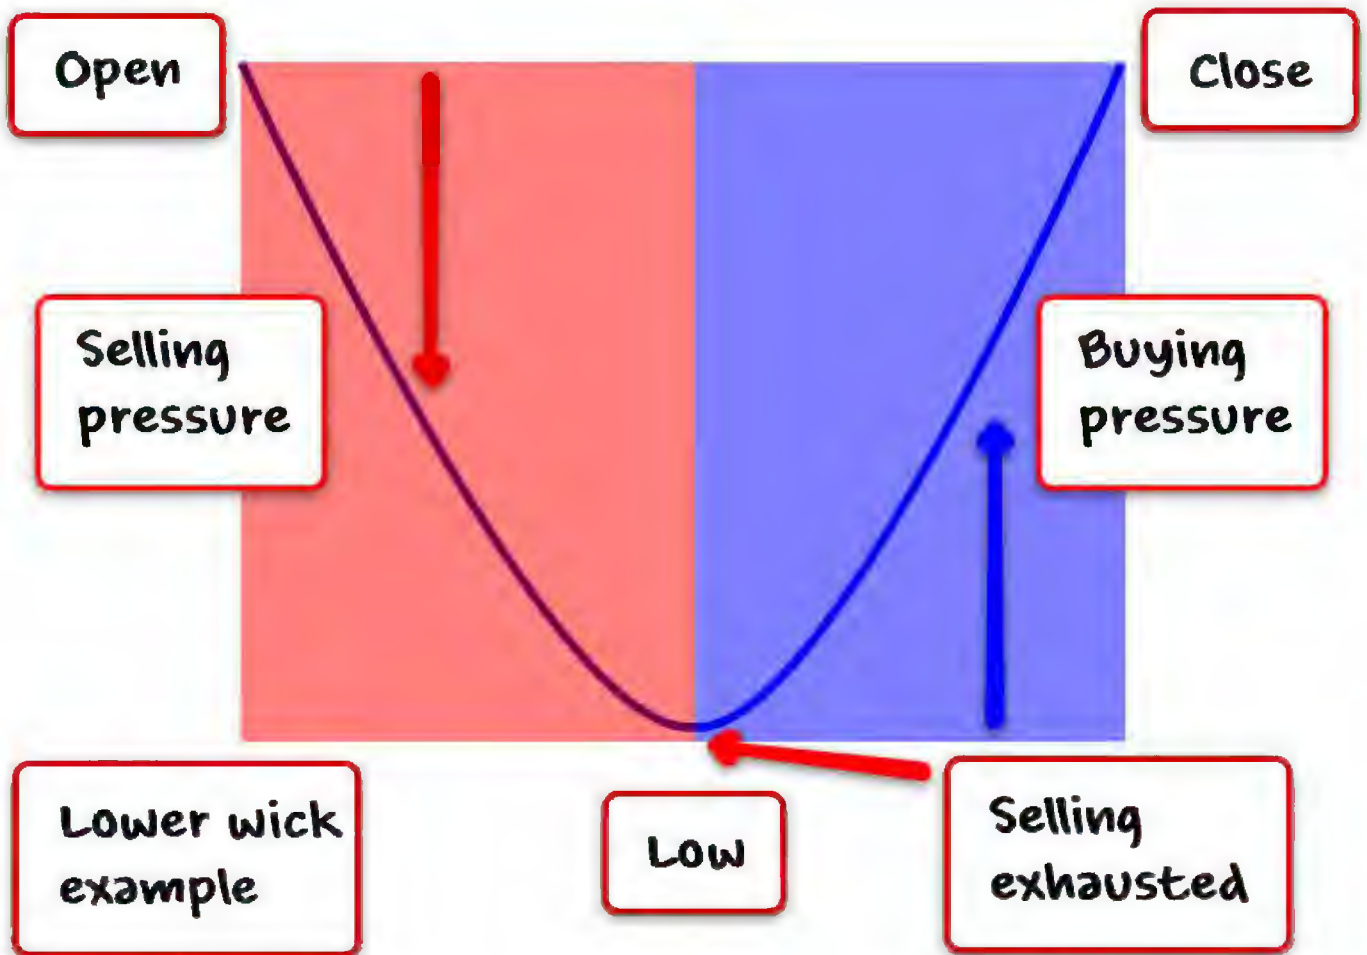 Open
Close
Selling
pressure
Buying
pressure
Lower wick
example
Low
Selling
exhausted